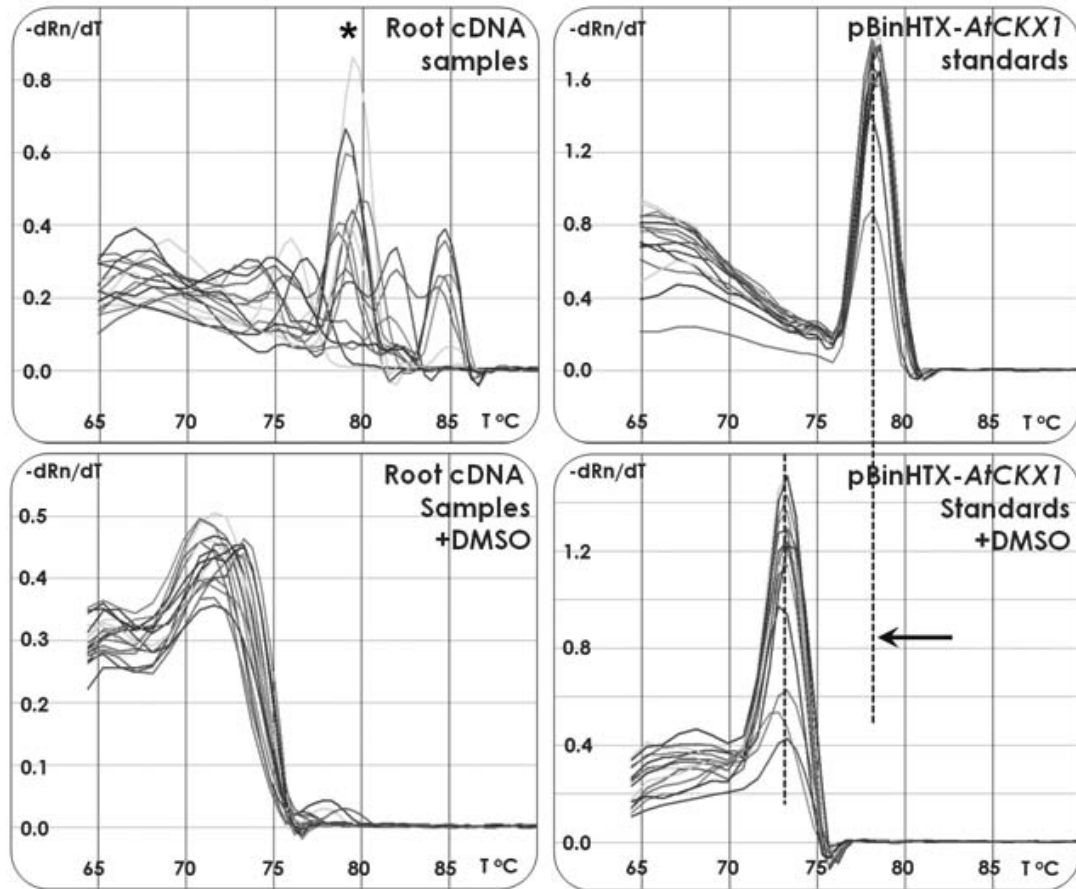 -dRn/dT
*
Root cDNA
samples
0.8
0.6
0.4
0.2
0.0
65 70 75 80 85 T °C
-dRn/dT
pBinHTX-AtCKX1
standards
1.6
1.2
0.8
0.4
0.0
65 70 75 80 85 T °C
-dRn/dT
Root cDNA
Samples
+DMSO
0.5
0.4
0.3
0.2
0.1
0.0
65 70 75 80 85 T °C
-dRn/dT
pBinHTX-AtCKX1
Standards
+DMSO
1.2
0.8
0.4
0.0
65 70 75 80 85 T °C